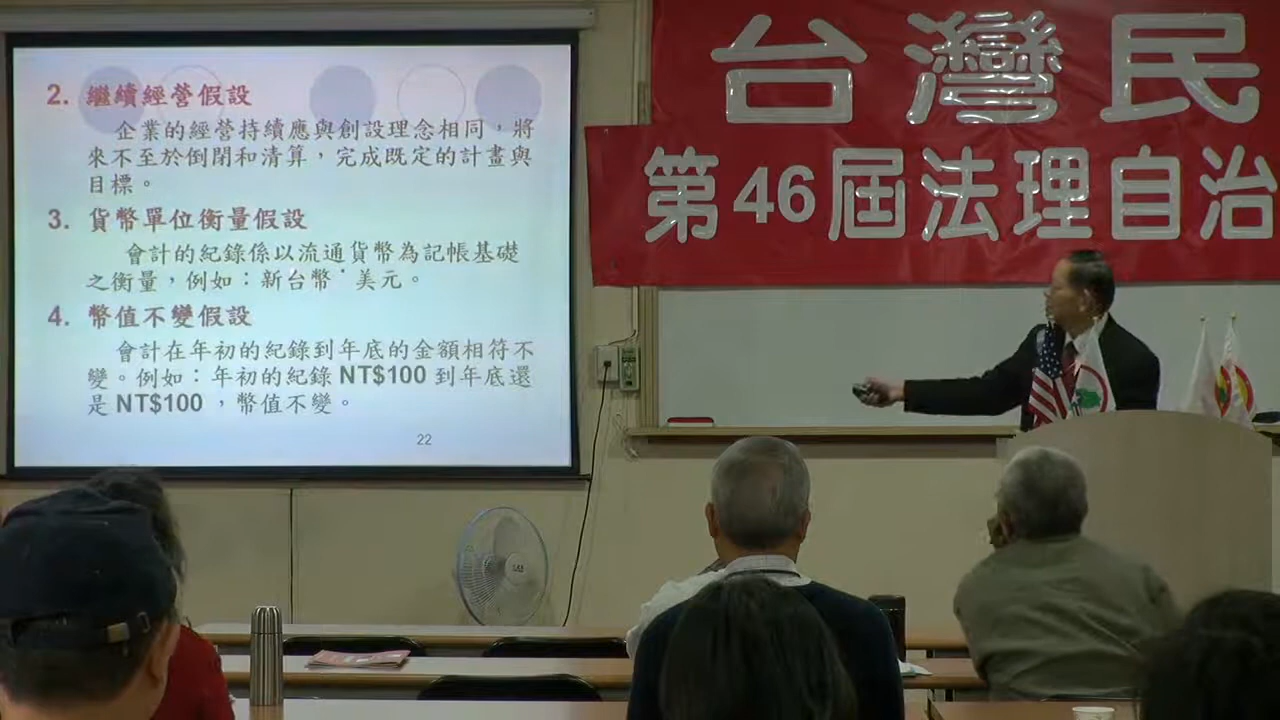 2. 繼續經營假設
企業的經營持續應與創設理念相同，將
來不至於倒閉和清算，完成既定的計畫與
目標。
3. 貨幣單位衡量假設
會計的紀錄係以流通貨幣為記帳基礎
之衡量，例如：新台幣、美元。
4. 幣值不變假設
會計在年初的紀錄到年底的金額相符不
變。例如：年初的紀錄 NT$100 到年底還
是 NT$100 ，幣值不變。
22
台灣民
第46屆法理自治